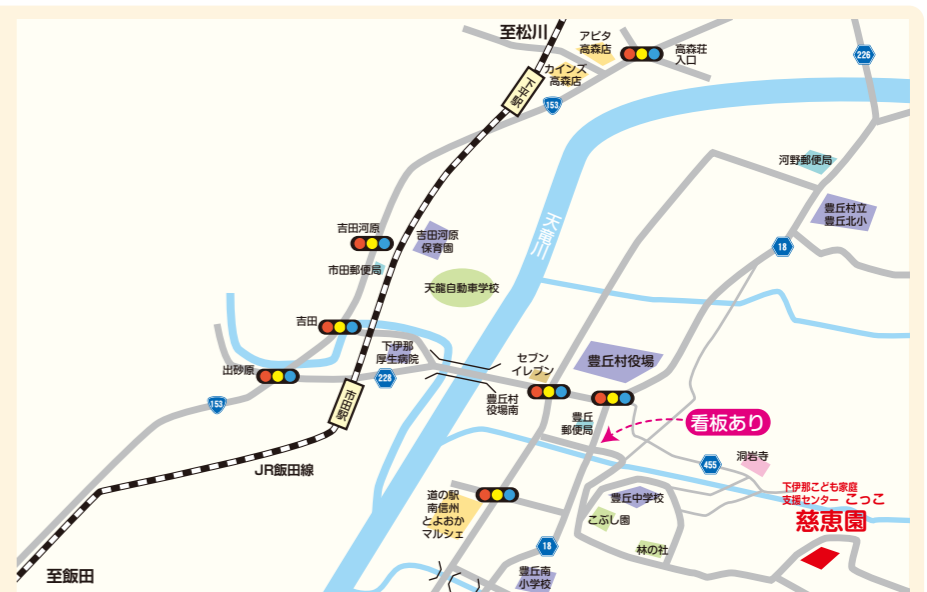 至松川
アピタ
高森店
高森荘
入口
226
カインズ
高森店
下平駅
153
河野郵便局
豊丘村立
豊丘北小
天竜川
吉田河原
吉田河原
保育園
18
市田郵便局
天龍自動車学校
吉田
下伊那
厚生病院
セブン
イレブン
豊丘村役場
出砂原
228
153
市田駅
豊丘村
役場南
豊丘
郵便局
看板あり
JR飯田線
455
洞岩寺
下伊那こども家庭
支援センター こっこ
慈恵園
道の駅
南信州
とよおか
マルシェ
豊丘中学校
こぶし園
林の杜
18
至飯田
豊丘南
小学校